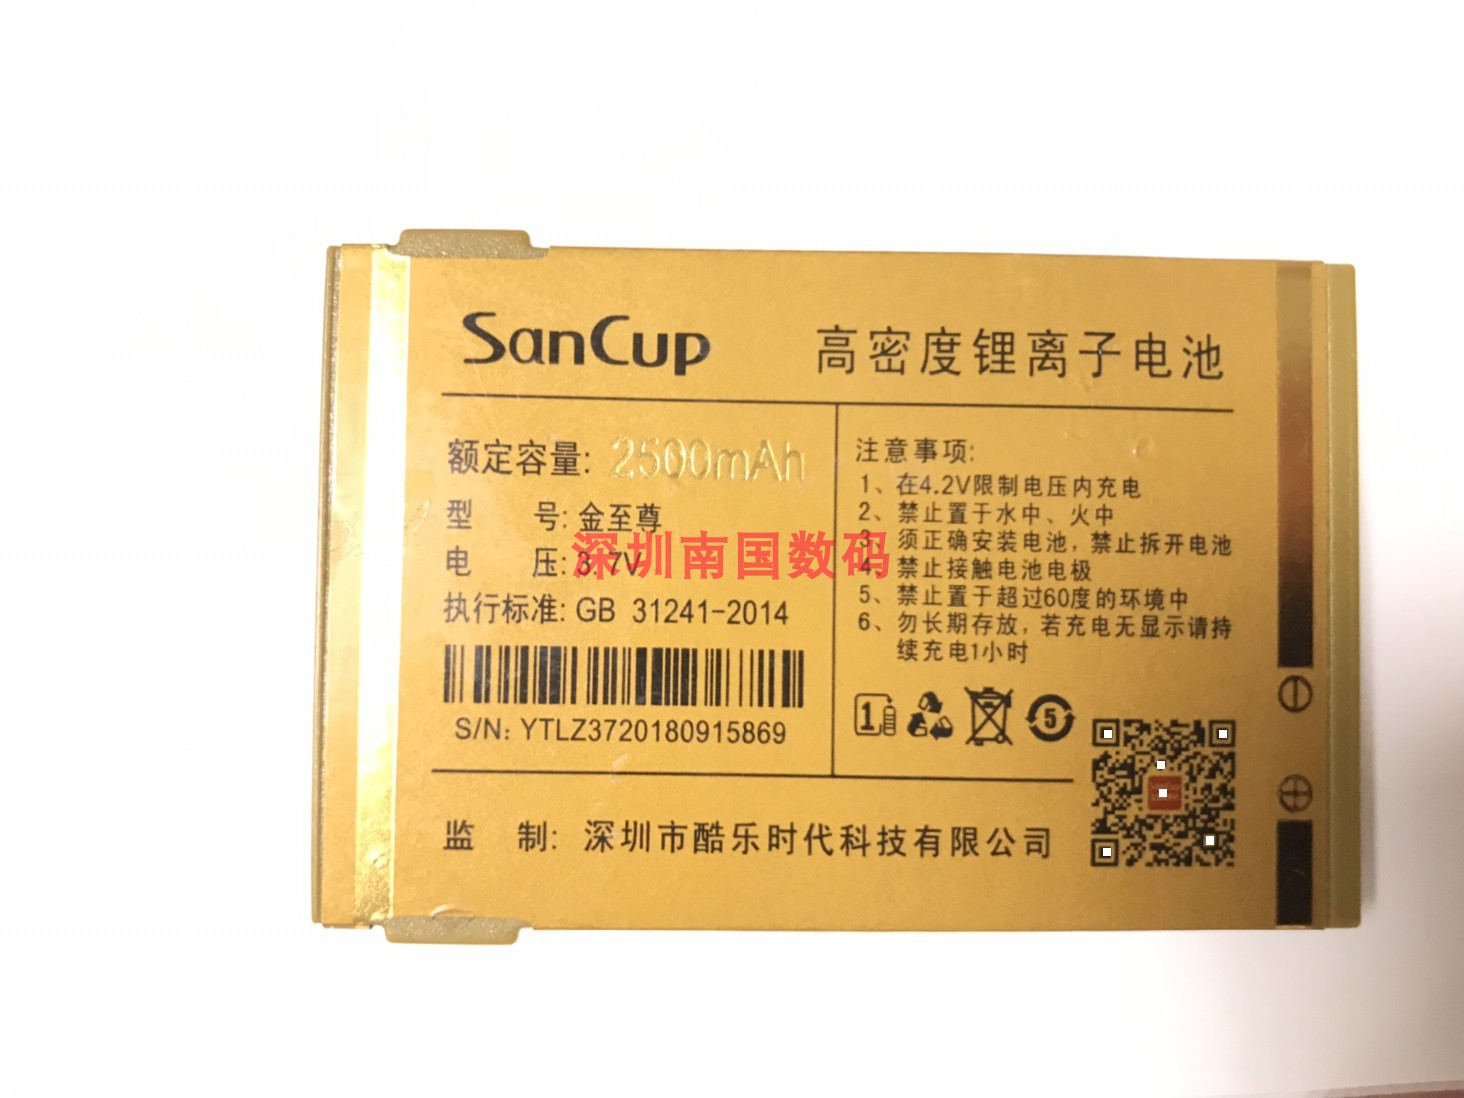 SanCup
高密度锂离子电池
额定容量: 2500mAh
型 号: 金至尊
电 压: 3.7V
执行标准: GB 31241-2014
S/N: YTLZ3720180915869
注意事项:
1、在4.2V限制电压内充电
2、禁止置于水中、火中
3、须正确安装电池, 禁止拆开电池
4、禁止接触电池电极
5、禁止置于超过60度的环境中
6、勿长期存放, 若充电无显示请持
续充电1小时
1
5
监 制: 深圳市酷乐时代科技有限公司
深圳南国数码